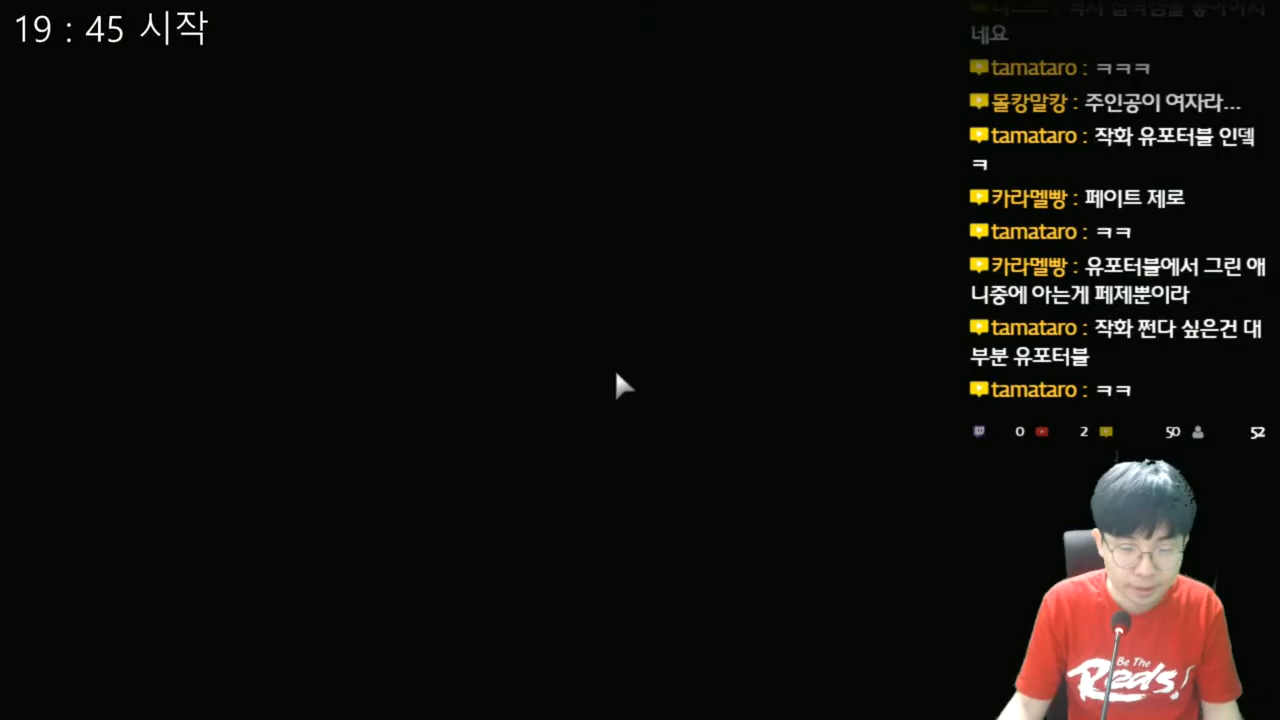 19 : 45 시작
네요
tamataro : ㅋㅋㅋ
몰캉말캉 : 주인공이 여자라...
tamataro : 작화 유포터블 인뎈
ㅋ
카라멜빵 : 페이트 제로
tamataro : ㅋㅋ
카라멜빵 : 유포터블에서 그린 애
니중에 아는게 페제뿐이라
tamataro : 작화 쩐다 싶은건 대
부분 유포터블
tamataro : ㅋㅋ
0 2 50 52
Be The
Reds!